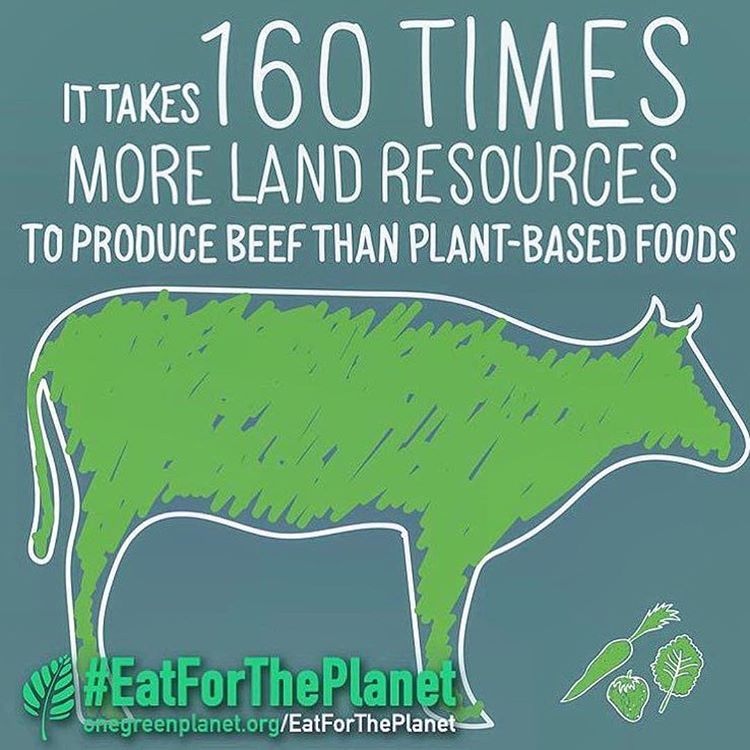 IT TAKES 160 TIMES
MORE LAND RESOURCES
TO PRODUCE BEEF THAN PLANT-BASED FOODS
#EatForThePlanet
onegreenplanet.org/EatForThePlanet